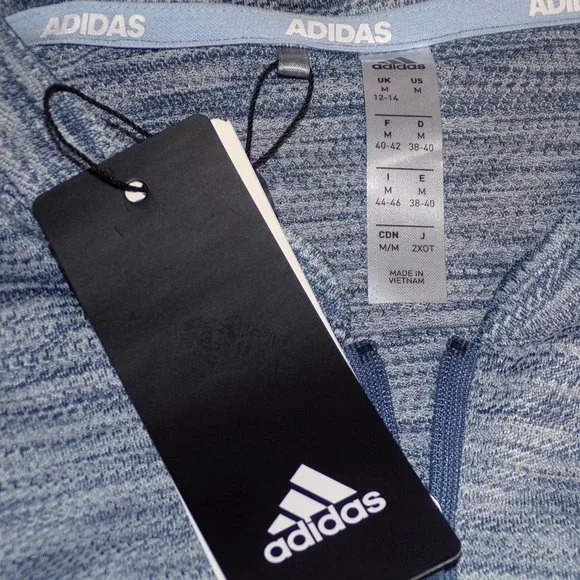 ADIDAS
ADIDAS
ADI
adidas
UK US
M M
12-14
F D
M M
40-42 38-40
I E
M M
44-46 38-40
CDN J
M/M 2XOT
MADE IN
VIETNAM
adidas